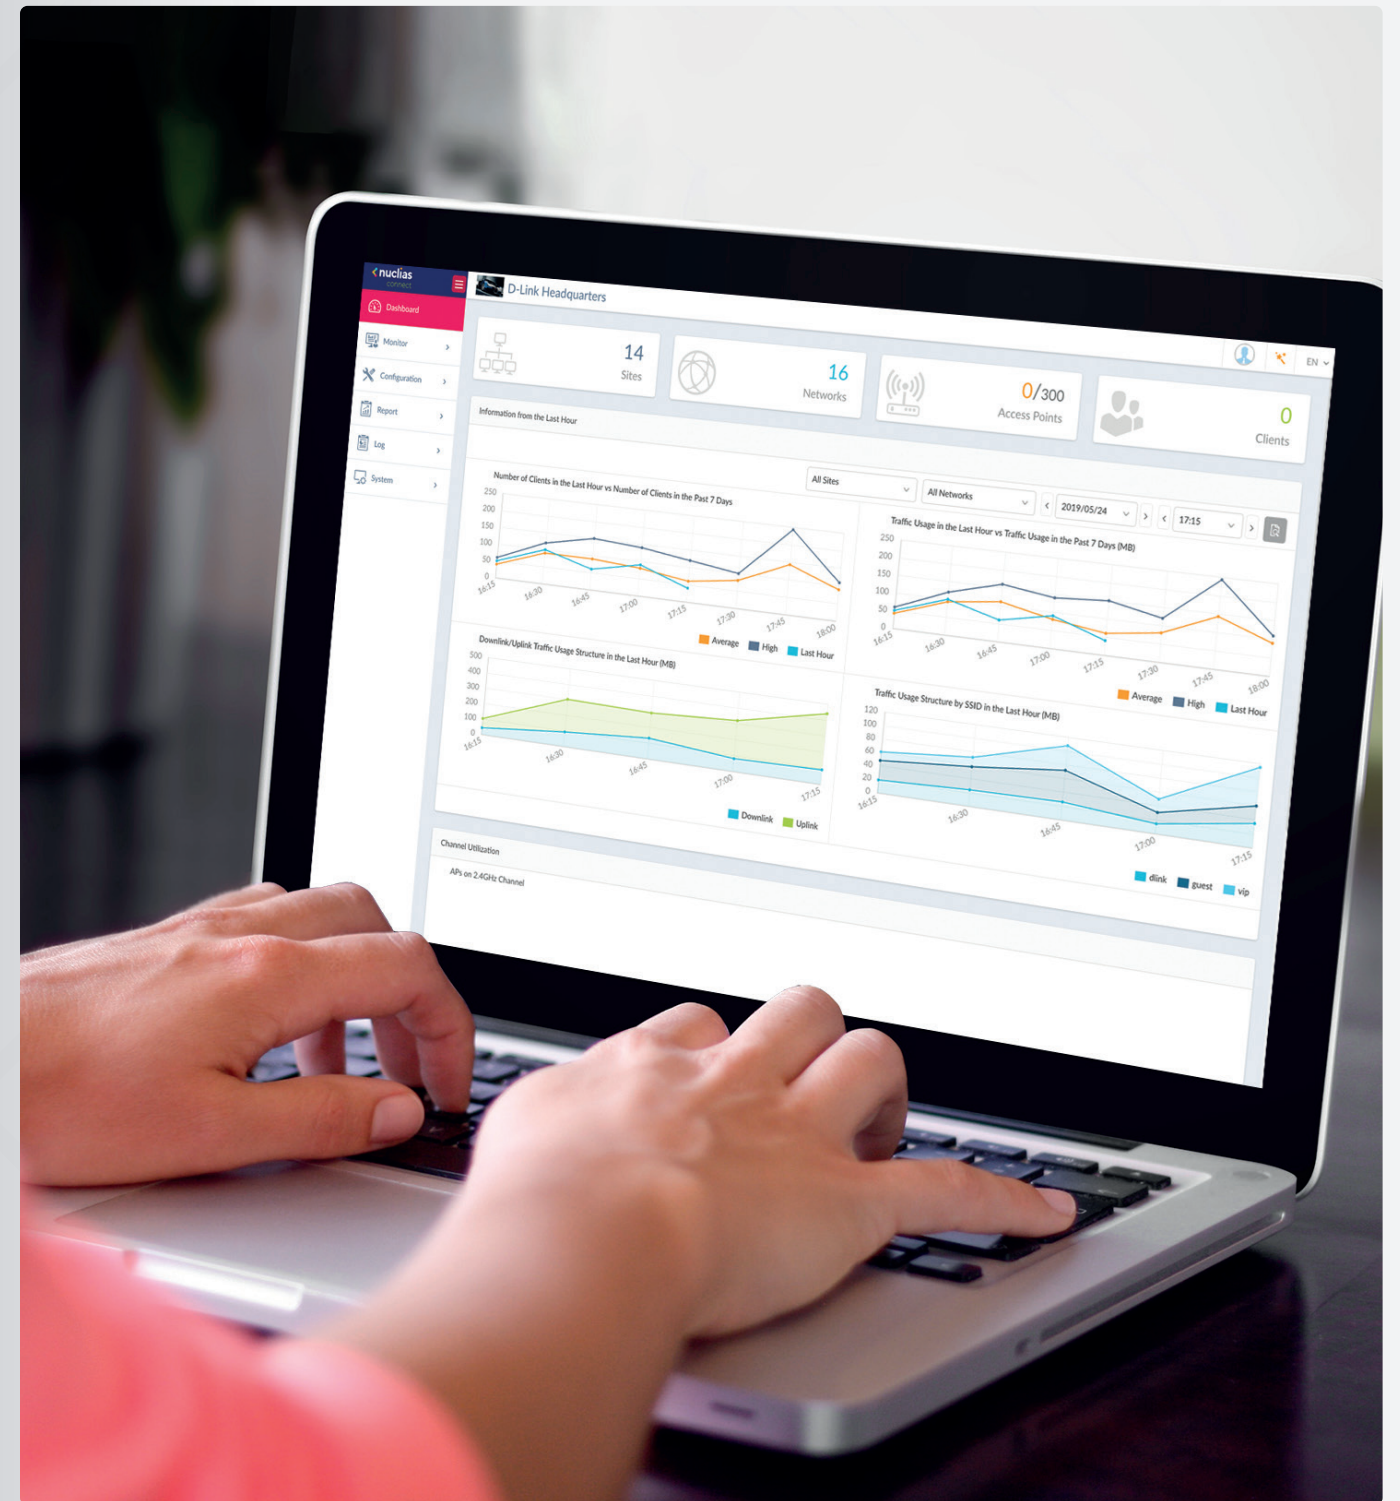 nuclias
connect
D-Link Headquarters
EN
Dashboard
Monitor
Configuration
Report
Log
System
14
Sites
16
Networks
0/300
Access Points
0
Clients
Information from the Last Hour
All Sites
All Networks
2019/05/24
17:15
Number of Clients in the Last Hour vs Number of Clients in the Past 7 Days
250
200
150
100
50
0
16:15 16:30 16:45 17:00 17:15 17:30 17:45 18:00
Average High Last Hour
Traffic Usage in the Last Hour vs Traffic Usage in the Past 7 Days (MB)
250
200
150
100
50
0
16:15 16:30 16:45 17:00 17:15 17:30 17:45 18:00
Average High Last Hour
Downlink/Uplink Traffic Usage Structure in the Last Hour (MB)
500
400
300
200
100
0
16:15 16:30 16:45 17:00 17:15
Downlink Uplink
Traffic Usage Structure by SSID in the Last Hour (MB)
120
100
80
60
40
20
0
16:15 16:30 16:45 17:00 17:15
dlink guest vip
Channel Utilization
APs on 2.4GHz Channel